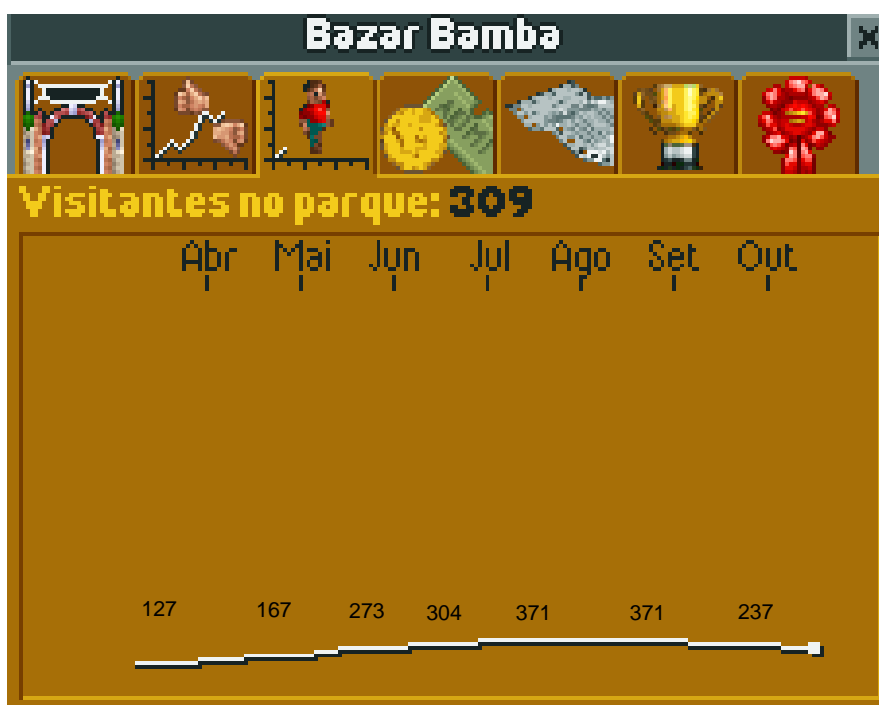 Bazar Bamba
Visitantes no parque: 309
Abr Mai Jun Jul Ago Set Out
127 167 273 304 371 371 237